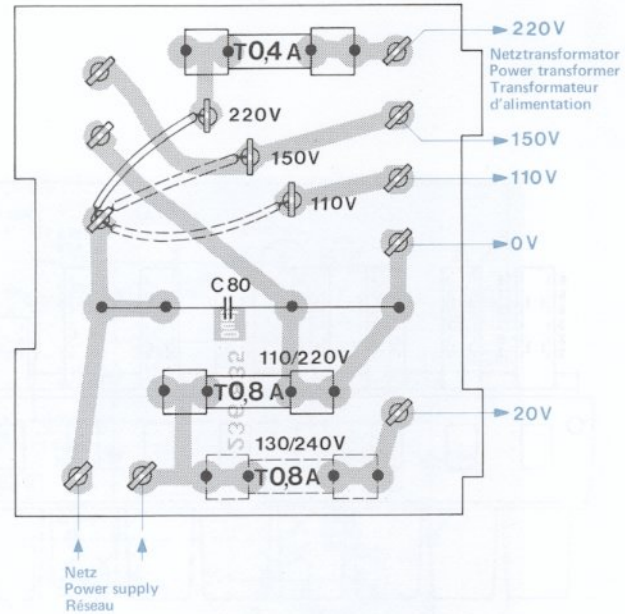 220V
T0,4 A
Netztransformator
Power transformer
Transformateur
d'alimentation
220V
150V
150V
110V
110V
0V
C 80
110/220V
T0,8 A
20V
130/240V
T0,8A
Netz
Power supply
Réseau